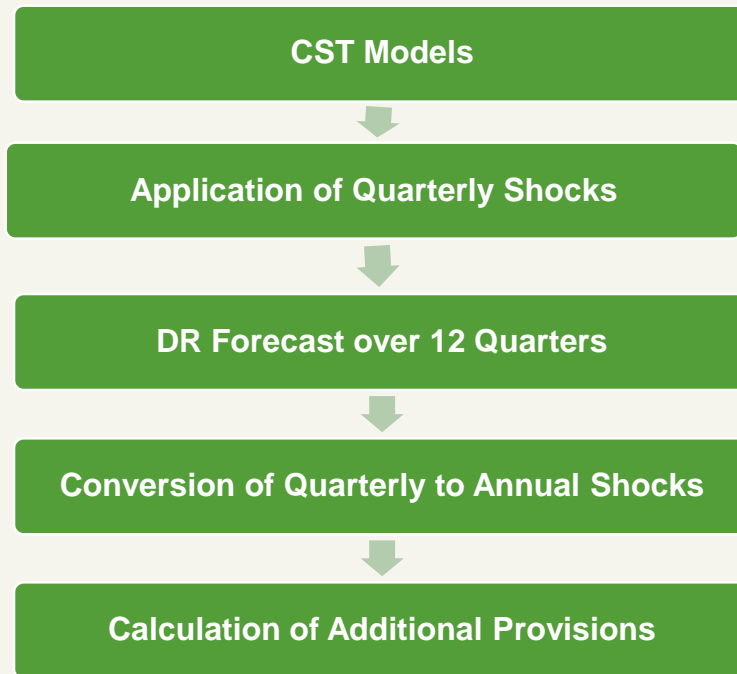 CST Models
Application of Quarterly Shocks
DR Forecast over 12 Quarters
Conversion of Quarterly to Annual Shocks
Calculation of Additional Provisions